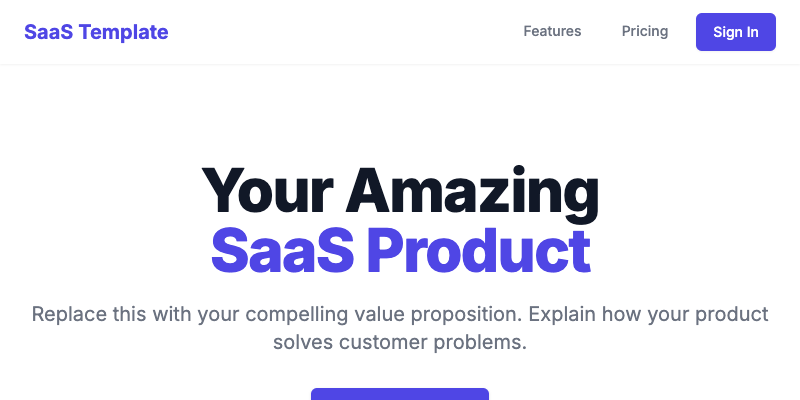 SaaS Template
Features
Pricing
Sign In
Your Amazing
SaaS Product
Replace this with your compelling value proposition. Explain how your product
solves customer problems.